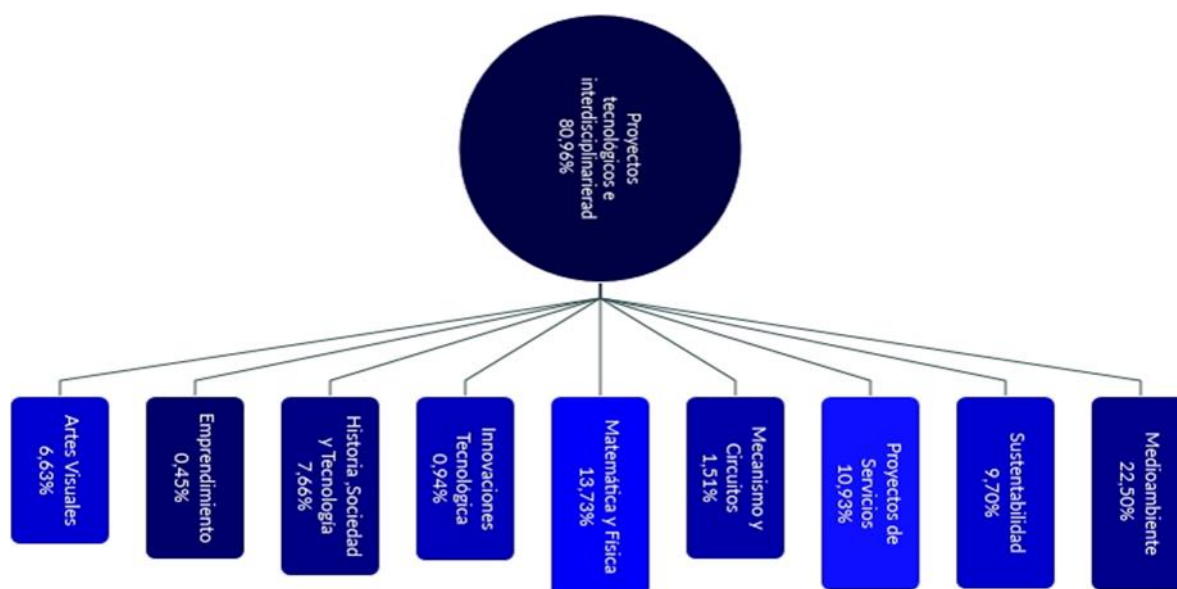 Proyectos
tecnológicos e
interdisciplinarierad
80,96%
Artes Visuales
6,63%
Emprendimiento
0,45%
Historia ,Sociedad
y Tecnología
7,66%
Innovaciones
Tecnológica
0,94%
Matemática y Física
13,73%
Mecanismo y
Circuitos
1,51%
Proyectos de
Servicios
10,93%
Sustentabilidad
9,70%
Medioambiente
22,50%